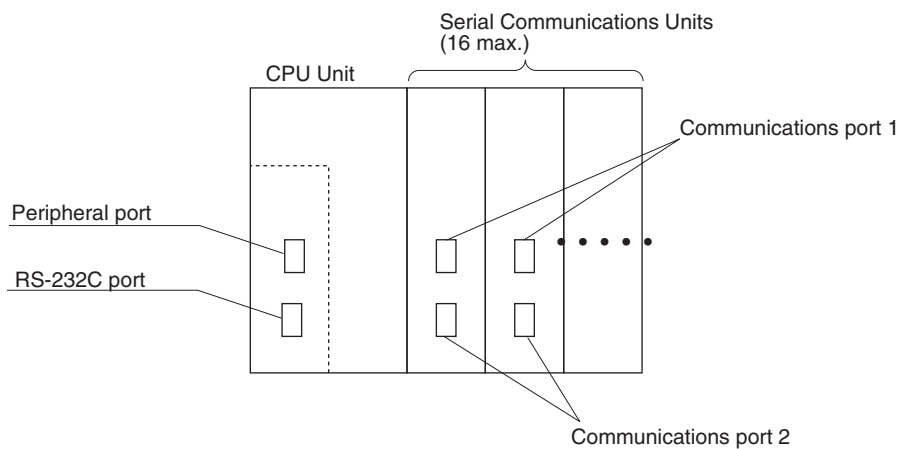 Serial Communications Units
(16 max.)
CPU Unit
Communications port 1
Peripheral port
RS-232C port
Communications port 2